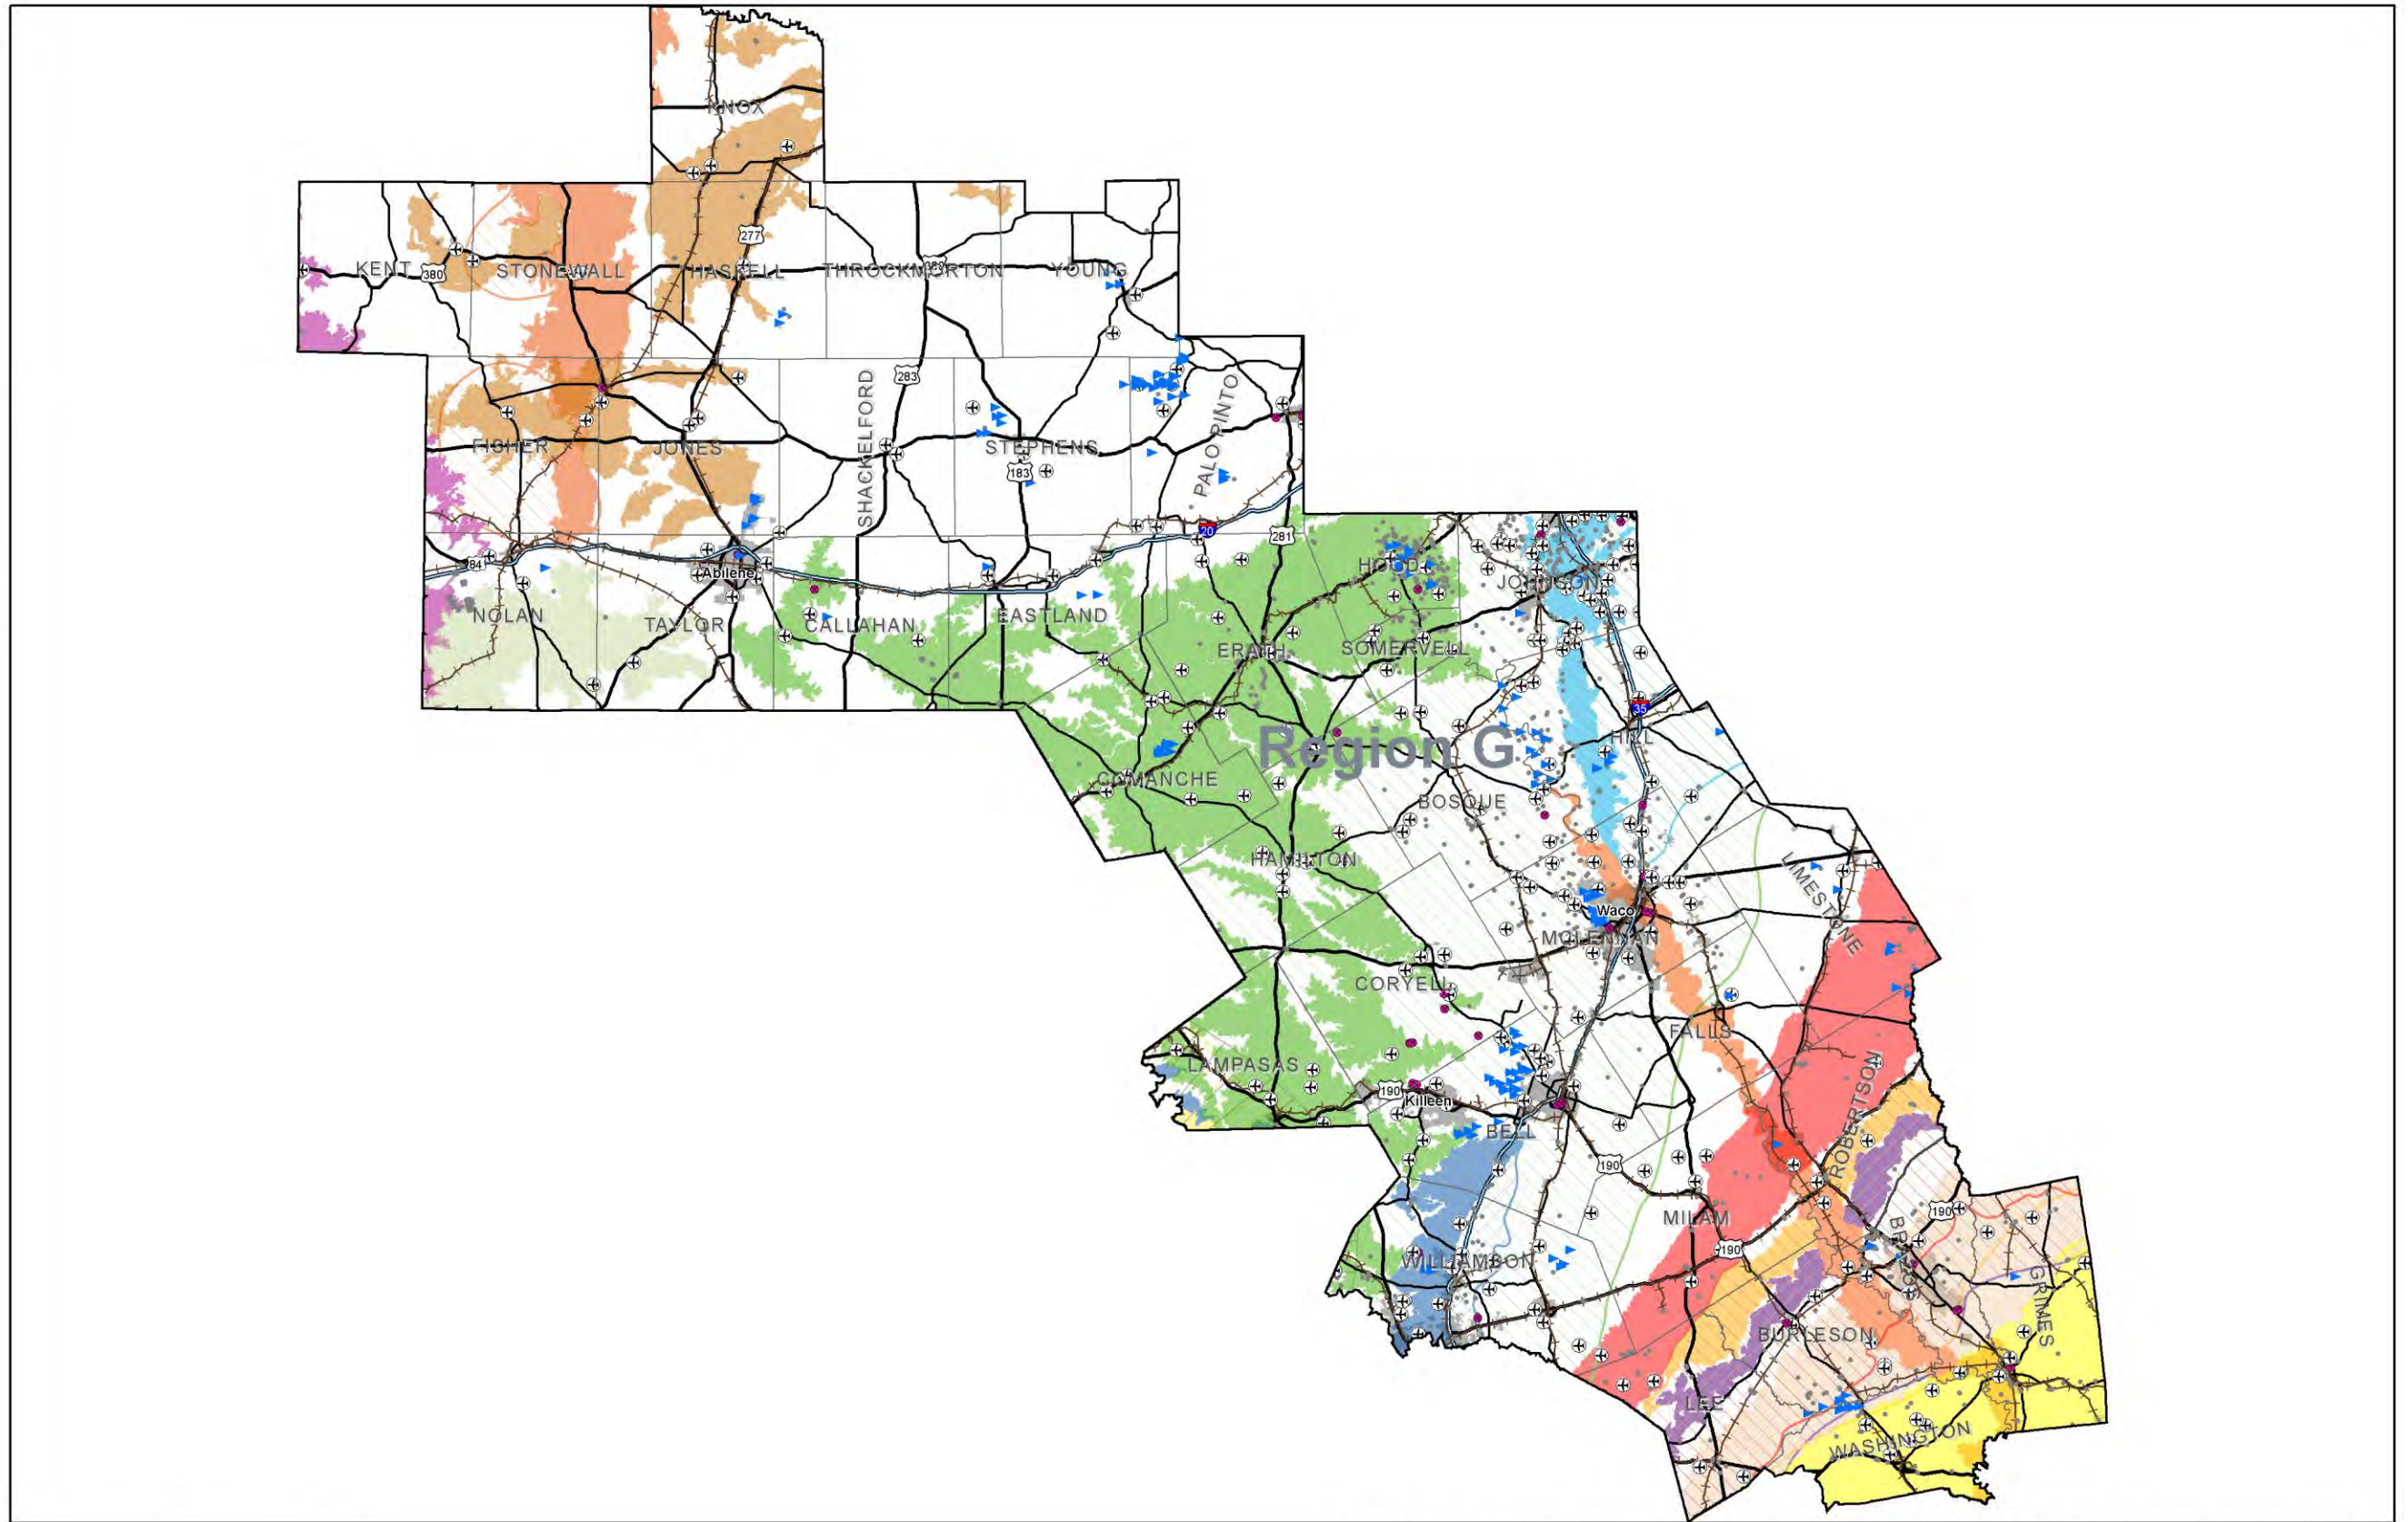 KNOX
277
KENT
380
STONEWALL
HASKELL
THROCKMORTON
YOUNG
283
SHACKELFORD
PALO PINTO
FISHER
JONES
STEPHENS
183
20
281
84
Abilene
HOOD
JOHNSON
NOLAN
TAYLOR
CALLAHAN
EASTLAND
ERATH
SOMERVELL
35
HILL
Region G
COMANCHE
BOSQUE
HAMILTON
LIMESTONE
Waco
MCLENNAN
CORYELL
FALLS
LAMPASAS
190
Killeen
BELL
ROBERTSON
190
MILAM
190
BRAZOS
190
WILLIAMSON
GRIMES
BURLESON
LEE
WASHINGTON